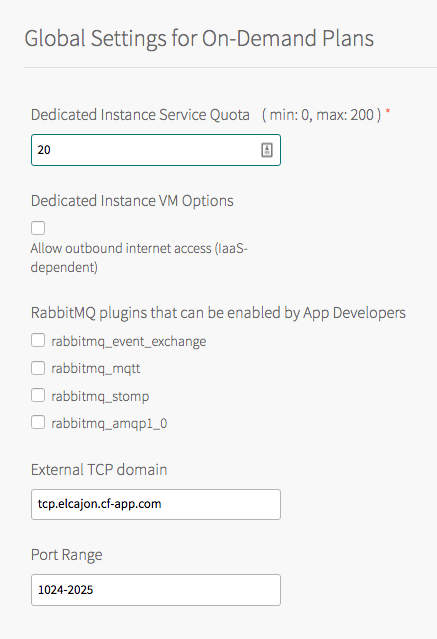 Global Settings for On-Demand Plans
Dedicated Instance Service Quota ( min: 0, max: 200 ) *
20
Dedicated Instance VM Options
Allow outbound internet access (IaaS-
dependent)
RabbitMQ plugins that can be enabled by App Developers
rabbitmq_event_exchange
rabbitmq_mqtt
rabbitmq_stomp
rabbitmq_amqp1_0
External TCP domain
tcp.elcajon.cf-app.com
Port Range
1024-2025